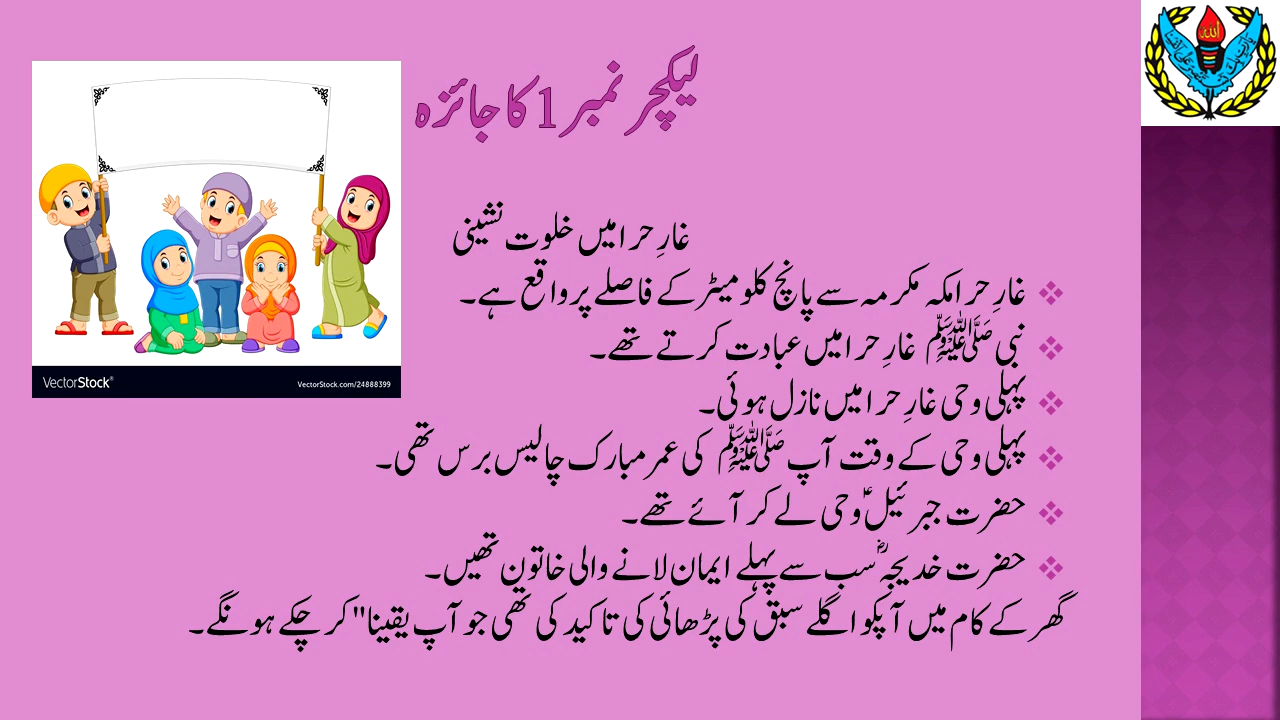 لیکچر نمبر 1 کا جائزہ
غارِ حرا میں خلوت نشینی
غارِ حرا مکہ مکرمہ سے پانچ کلومیٹر کے فاصلے پر واقع ہے۔
نبی ﷺ غارِ حرا میں عبادت کرتے تھے۔
پہلی وحی غارِ حرا میں نازل ہوئی۔
پہلی وحی کے وقت آپ ﷺ کی عمر مبارک چالیس برس تھی۔
حضرت جبرئیلؑ وحی لے کر آئے تھے۔
حضرت خدیجہؓ سب سے پہلے ایمان لانے والی خاتون تھیں۔
گھر کے کام میں آپکو اگلے سبق کی پڑھائی کی تاکید کی تھی جو آپ یقینا" کر چکے ہونگے۔
VectorStock®
VectorStock.com/24888399
اللہ